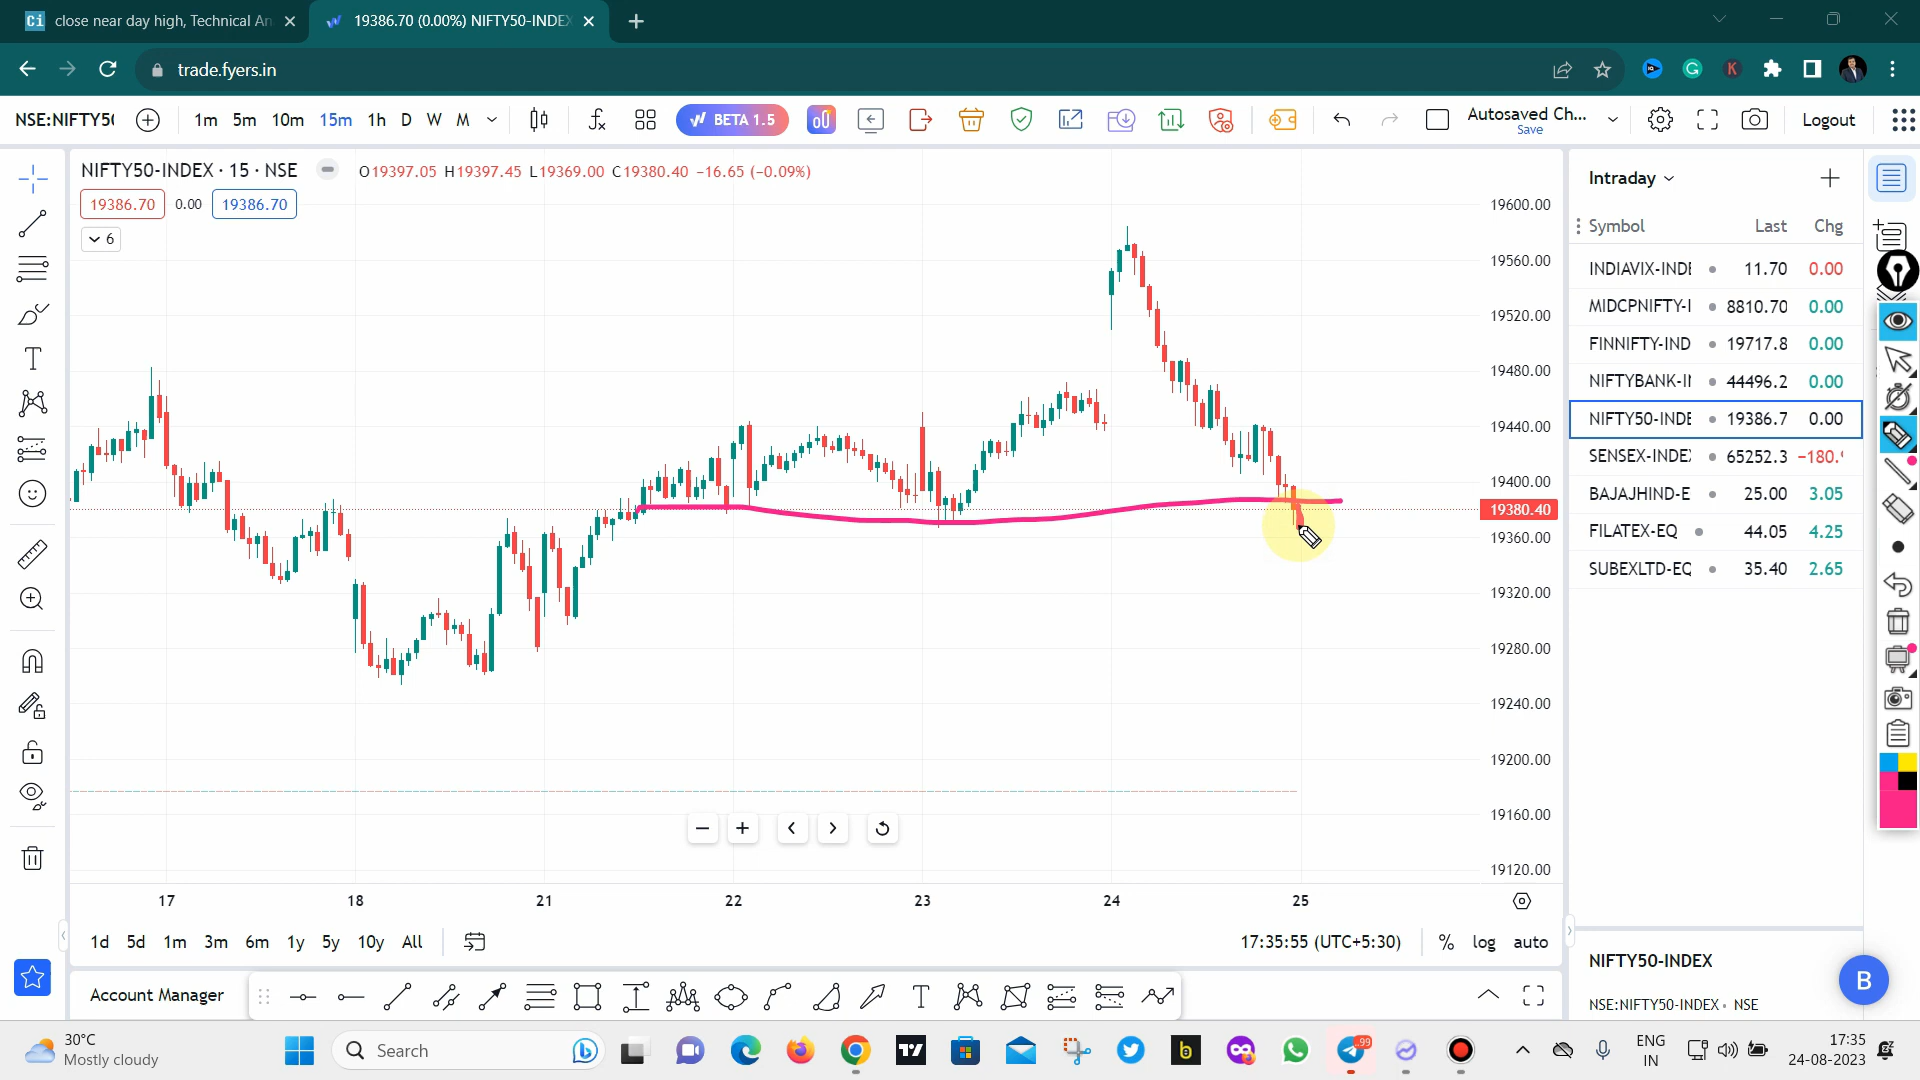 close near day high, Technical An
19386.70 (0.00%) NIFTY50-INDEX
trade.fyers.in
NSE:NIFTY5(
1m 5m 10m 15m 1h D W M
BETA 1.5
Autosaved Ch...
Save
Logout
NIFTY50-INDEX · 15 · NSE
O19397.05 H19397.45 L19369.00 C19380.40 -16.65 (-0.09%)
19386.70 0.00 19386.70
6
19600.00
19560.00
19520.00
19480.00
19440.00
19400.00
19380.40
19360.00
19320.00
19280.00
19240.00
19200.00
19160.00
19120.00
17 18 21 22 23 24 25
1d 5d 1m 3m 6m 1y 5y 10y All
17:35:55 (UTC+5:30) % log auto
Account Manager
Intraday
Symbol Last Chg
INDIAVIX-INDE 11.70 0.00
MIDCPNIFTY-I 8810.70 0.00
FINNIFTY-IND 19717.8 0.00
NIFTYBANK-II 44496.2 0.00
NIFTY50-INDE 19386.7 0.00
SENSEX-INDE 65252.3 -180.
BAJAJHIND-E 25.00 3.05
FILATEX-EQ 44.05 4.25
SUBEXLTD-EQ 35.40 2.65
NIFTY50-INDEX
NSE:NIFTY50-INDEX · NSE
B
30°C
Mostly cloudy
Search
99
ENG
IN
17:35
24-08-2023